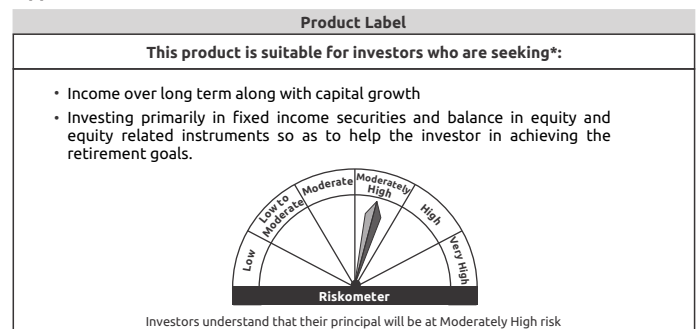 Product Label
This product is suitable for investors who are seeking*:
• Income over long term along with capital growth
• Investing primarily in fixed income securities and balance in equity and
equity related instruments so as to help the investor in achieving the
retirement goals.
Low
Low to
Moderate
Moderate
Moderately
High
High
Very High
Riskometer
Investors understand that their principal will be at Moderately High risk